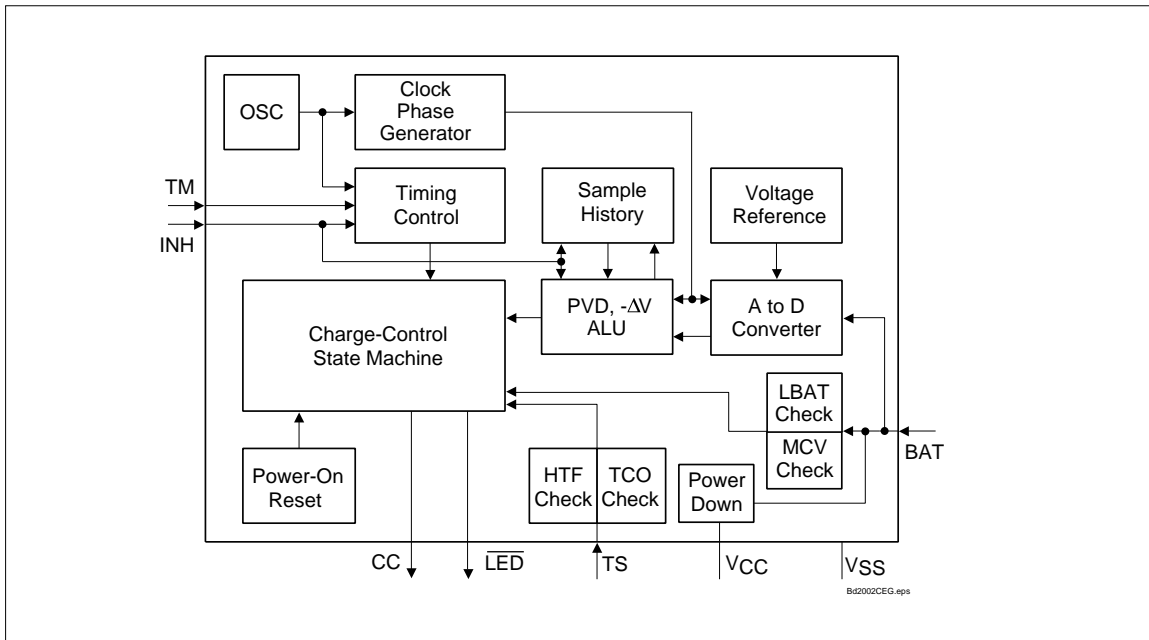 OSC
Clock
Phase
Generator
TM
INH
Timing
Control
Sample
History
Voltage
Reference
Charge-Control
State Machine
PVD, -ΔV
ALU
A to D
Converter
LBAT
Check
MCV
Check
BAT
Power-On
Reset
HTF
Check
TCO
Check
Power
Down
CC
LED
TS
VCC
VSS
Bd2002CEG.eps